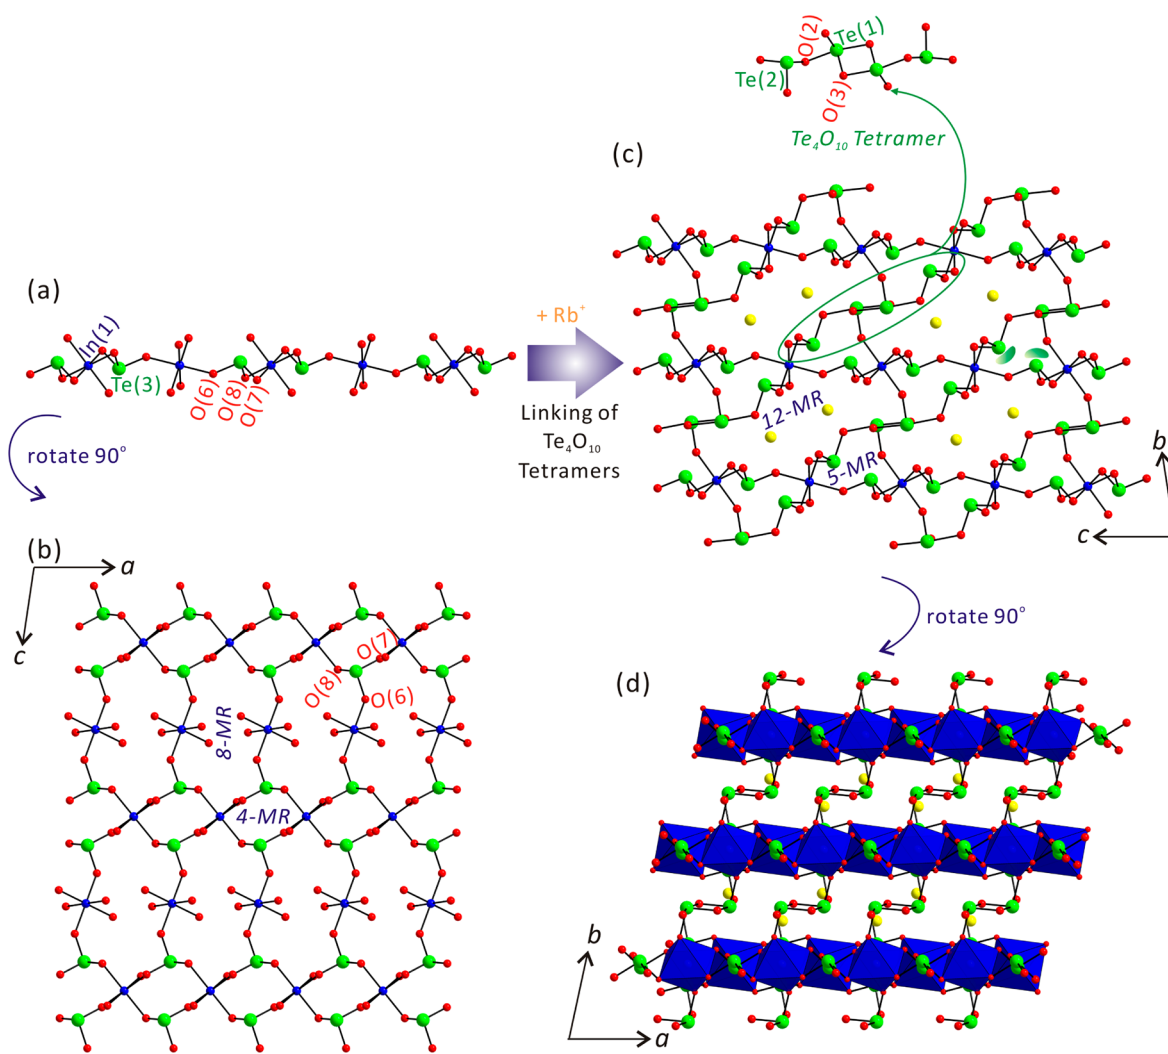 O(2)
Te(1)
Te(2)
O(3)
Te₄O₁₀ Tetramer
(c)
(a)
In(1)
Te(3)
O(6)
O(8)
O(7)
+ Rb⁺
Linking of
Te₄O₁₀
Tetramers
rotate 90°
12-MR
5-MR
b
c
(b)
a
c
O(7)
O(8)
O(6)
8-MR
4-MR
rotate 90°
(d)
b
a